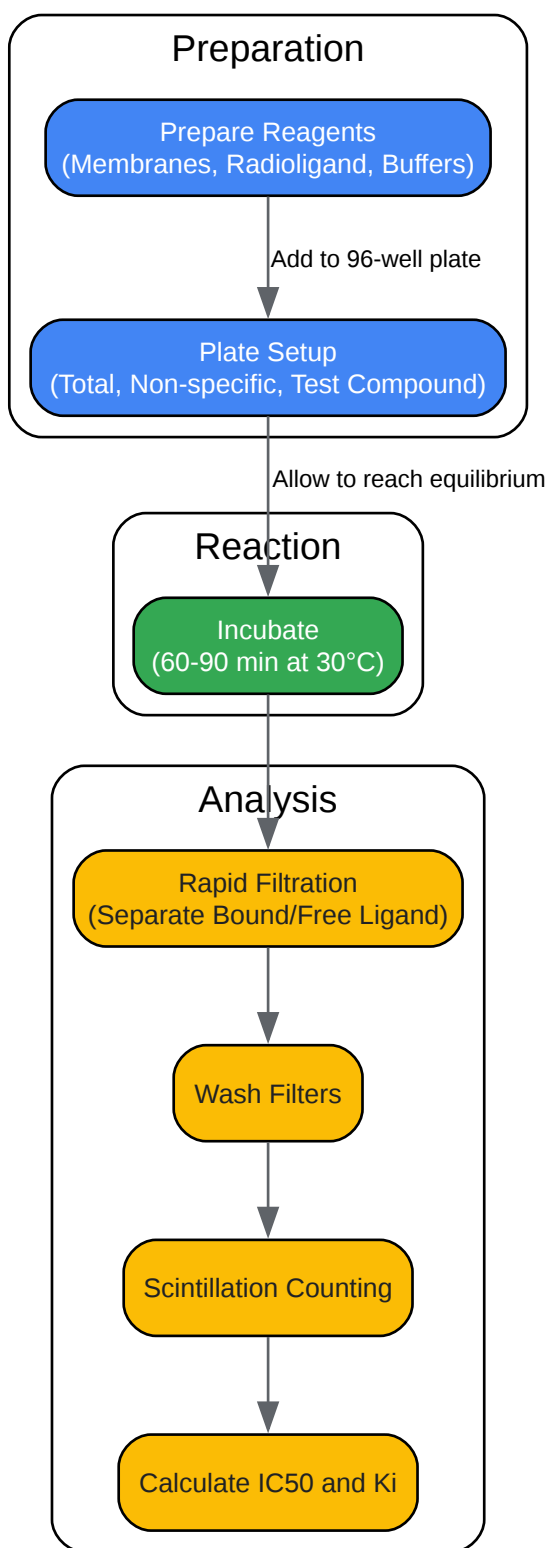 Preparation
Prepare Reagents
(Membranes, Radioligand, Buffers)
Add to 96-well plate
Plate Setup
(Total, Non-specific, Test Compound)
Allow to reach equilibrium
Reaction
Incubate
(60-90 min at 30°C)
Analysis
Rapid Filtration
(Separate Bound/Free Ligand)
Wash Filters
Scintillation Counting
Calculate IC50 and Ki